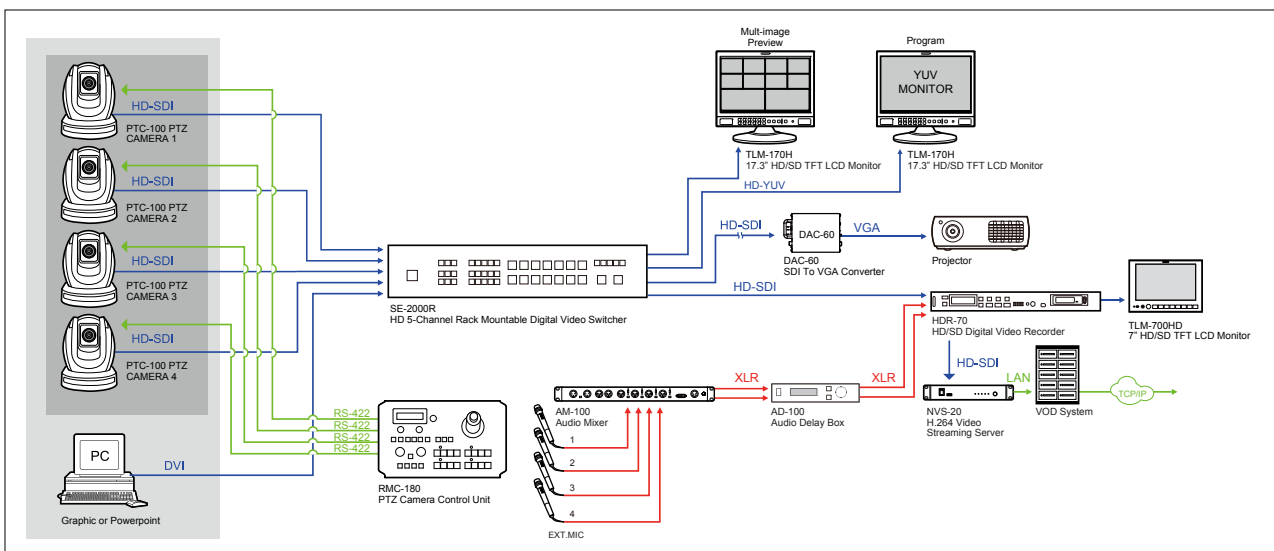 HD-SDI
PTC-100 PTZ
CAMERA 1
HD-SDI
PTC-100 PTZ
CAMERA 2
HD-SDI
PTC-100 PTZ
CAMERA 3
HD-SDI
PTC-100 PTZ
CAMERA 4
PC
DVI
Graphic or Powerpoint
RS-422
RS-422
RS-422
RS-422
RMC-180
PTZ Camera Control Unit
SE-2000R
HD 5-Channel Rack Mountable Digital Video Switcher
Mult-image
Preview
TLM-170H
17.3" HD/SD TFT LCD Monitor
Program
YUV
MONITOR
TLM-170H
17.3" HD/SD TFT LCD Monitor
HD-YUV
HD-SDI
DAC-60
DAC-60
SDI To VGA Converter
VGA
Projector
HD-SDI
HDR-70
HD/SD Digital Video Recorder
TLM-700HD
7" HD/SD TFT LCD Monitor
HD-SDI
NVS-20
H.264 Video
Streaming Server
LAN
VOD System
TCP/IP
AM-100
Audio Mixer
XLR
AD-100
Audio Delay Box
XLR
1
2
3
4
EXT.MIC